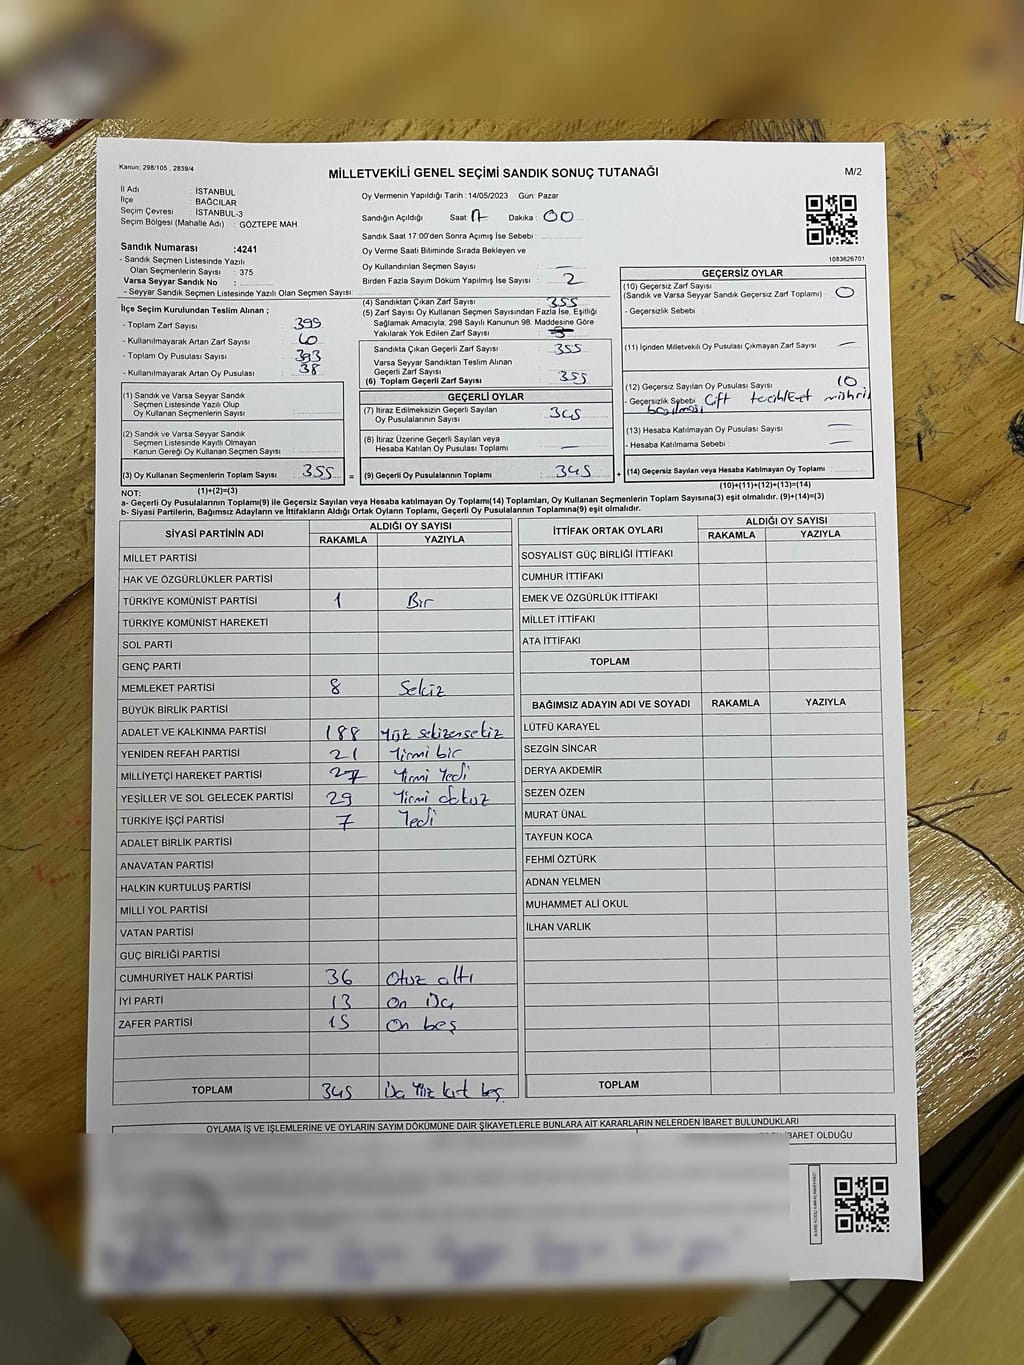 Kanun: 298/105 , 2839/4
MİLLETVEKİLİ GENEL SEÇİMİ SANDIK SONUÇ TUTANAĞI
M/2
İl Adı : İSTANBUL
İlçe : BAĞCILAR
Seçim Çevresi : İSTANBUL-3
Seçim Bölgesi (Mahalle Adı) : GÖZTEPE MAH
Sandık Numarası :4241
- Sandık Seçmen Listesinde Yazılı
Olan Seçmenlerin Sayısı : 375
Varsa Seyyar Sandık No :
- Seyyar Sandık Seçmen Listesinde Yazılı Olan Seçmen Sayısı:
Oy Vermenin Yapıldığı Tarih : 14/05/2023 Gün: Pazar
Sandığın Açıldığı Saat: 17 Dakika : 00
Sandık Saat 17:00'den Sonra Açımış İse Sebebi :
Oy Verme Saati Bitiminde Sırada Bekleyen ve
Oy Kullandırılan Seçmen Sayısı —
Birden Fazla Sayım Döküm Yapılmış İse Sayısı : 2
1083626701
İlçe Seçim Kurulundan Teslim Alınan ;
- Toplam Zarf Sayısı : 399
- Kullanılmayarak Artan Zarf Sayısı :
- Toplam Oy Pusulası Sayısı : 393
- Kullanılmayarak Artan Oy Pusulası : 38
(1) Sandık ve Varsa Seyyar Sandık
Seçmen Listesinde Yazılı Olup
Oy Kullanan Seçmenlerin Sayısı :
(2) Sandık ve Varsa Seyyar Sandık
Seçmen Listesinde Kayıtlı Olmayan
Kanun Gereği Oy Kullanan Seçmen Sayısı :
(3) Oy Kullanan Seçmenlerin Toplam Sayısı : 355 =
(1)+(2)=(3)
(4) Sandıktan Çıkan Zarf Sayısı 355
(5) Zarf Sayısı Oy Kullanan Seçmen Sayısından Fazla İse, Eşitliği
Sağlamak Amacıyla; 298 Sayılı Kanunun 98. Maddesine Göre
Yakılarak Yok Edilen Zarf Sayısı :
Sandıkta Çıkan Geçerli Zarf Sayısı : 355
Varsa Seyyar Sandıktan Teslim Alınan
Geçerli Zarf Sayısı :
(6) Toplam Geçerli Zarf Sayısı : 355
GEÇERLİ OYLAR
(7) İtiraz Edilmeksizin Geçerli Sayılan
Oy Pusulalarının Sayısı : 345
(8) İtiraz Üzerine Geçerli Sayılan veya
Hesaba Katılan Oy Pusulası Toplamı : —
(9) Geçerli Oy Pusulalarının Toplamı : 345 +
GEÇERSİZ OYLAR
(10) Geçersiz Zarf Sayısı
(Sandık ve Varsa Seyyar Sandık Geçersiz Zarf Toplamı) : 0
- Geçersizlik Sebebi :
(11) İçinden Milletvekili Oy Pusulası Çıkmayan Zarf Sayısı : —
(12) Geçersiz Sayılan Oy Pusulası Sayısı : 10
- Geçersizlik Sebebi : Çift tercihlere mühür
basılması
(13) Hesaba Katılmayan Oy Pusulası Sayısı : —
- Hesaba Katılmama Sebebi : —
(14) Geçersiz Sayılan veya Hesaba Katılmayan Oy Toplamı :
(10)+(11)+(12)+(13)=(14)
NOT:
a- Geçerli Oy Pusulalarının Toplamı(9) ile Geçersiz Sayılan veya Hesaba katılmayan Oy Toplamı(14) Toplamları, Oy Kullanan Seçmenlerin Toplam Sayısına(3) eşit olmalıdır. (9)+(14)=(3)
b- Siyasi Partilerin, Bağımsız Adayların ve İttifakların Aldığı Ortak Oyların Toplamı, Geçerli Oy Pusulalarının Toplamına(9) eşit olmalıdır.
SİYASİ PARTİNİN ADI ALDIĞI OY SAYISI
RAKAMLA YAZIYLA
MİLLET PARTİSİ
HAK VE ÖZGÜRLÜKLER PARTİSİ
TÜRKİYE KOMÜNİST PARTİSİ 1 Bir
TÜRKİYE KOMÜNİST HAREKETİ
SOL PARTİ
GENÇ PARTİ
MEMLEKET PARTİSİ 8 Sekiz
BÜYÜK BİRLİK PARTİSİ
ADALET VE KALKINMA PARTİSİ 188 Yüz seksensekiz
YENİDEN REFAH PARTİSİ 21 Yirmi bir
MİLLİYETÇİ HAREKET PARTİSİ 27 Yirmi Yedi
YEŞİLLER VE SOL GELECEK PARTİSİ 29 Yirmi dokuz
TÜRKİYE İŞÇİ PARTİSİ 7 Yedi
ADALET BİRLİK PARTİSİ
ANAVATAN PARTİSİ
HALKIN KURTULUŞ PARTİSİ
MİLLİ YOL PARTİSİ
VATAN PARTİSİ
GÜÇ BİRLİĞİ PARTİSİ
CUMHURİYET HALK PARTİSİ 36 Otuz altı
İYİ PARTİ 13 On üç
ZAFER PARTİSİ 15 On beş
TOPLAM 345 Üç Yüz kırk beş
İTTİFAK ORTAK OYLARI ALDIĞI OY SAYISI
RAKAMLA YAZIYLA
SOSYALİST GÜÇ BİRLİĞİ İTTİFAKI
CUMHUR İTTİFAKI
EMEK VE ÖZGÜRLÜK İTTİFAKI
MİLLET İTTİFAKI
ATA İTTİFAKI
TOPLAM
BAĞIMSIZ ADAYIN ADI VE SOYADI RAKAMLA YAZIYLA
LÜTFÜ KARAYEL
SEZGİN SİNCAR
DERYA AKDEMİR
SEZEN ÖZEN
MURAT ÜNAL
TAYFUN KOCA
FEHMİ ÖZTÜRK
ADNAN YELMEN
MUHAMMET ALİ OKUL
İLHAN VARLIK
TOPLAM
OYLAMA İŞ VE İŞLEMLERİNE VE OYLARIN SAYIM DÖKÜMÜNE DAİR ŞİKAYETLERLE BUNLARA AİT KARARLARIN NELERDEN İBARET BULUNDUKLARI
İBARET OLDUĞU